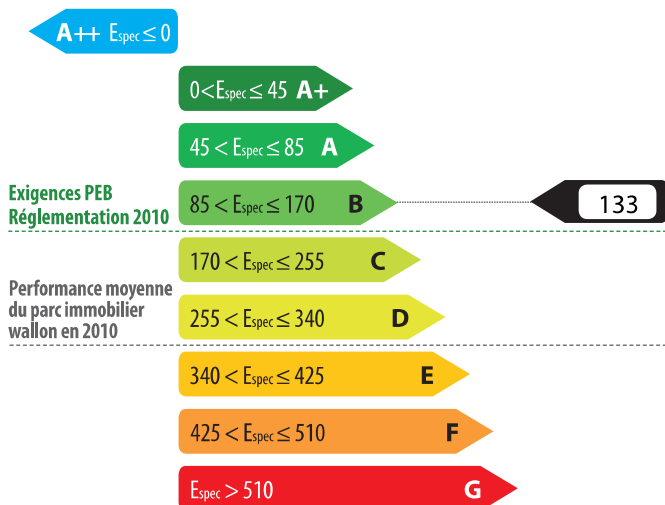 A++ Espec ≤ 0
0<Espec ≤ 45 A+
45 < Espec ≤ 85 A
Exigences PEB
Réglementation 2010
85 < Espec ≤ 170 B
133
170 < Espec ≤ 255 C
Performance moyenne
du parc immobilier
wallon en 2010
255 < Espec ≤ 340 D
340 < Espec ≤ 425 E
425 < Espec ≤ 510 F
Espec > 510 G